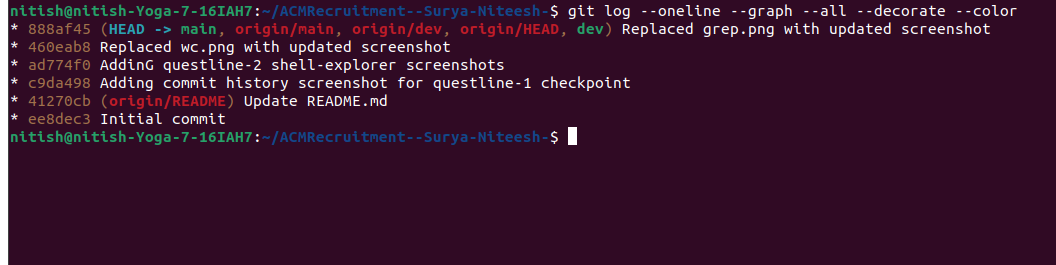 nitish@nitish-Yoga-7-16IAH7:~/ACMRecruitment--Surya-Niteesh-$ git log --oneline --graph --all --decorate --color
* 888af45 (HEAD -> main, origin/main, origin/dev, origin/HEAD, dev) Replaced grep.png with updated screenshot
* 460eab8 Replaced wc.png with updated screenshot
* ad774f0 AddinG questline-2 shell-explorer screenshots
* c9da498 Adding commit history screenshot for questline-1 checkpoint
* 41270cb (origin/README) Update README.md
* ee8dec3 Initial commit
nitish@nitish-Yoga-7-16IAH7:~/ACMRecruitment--Surya-Niteesh-$